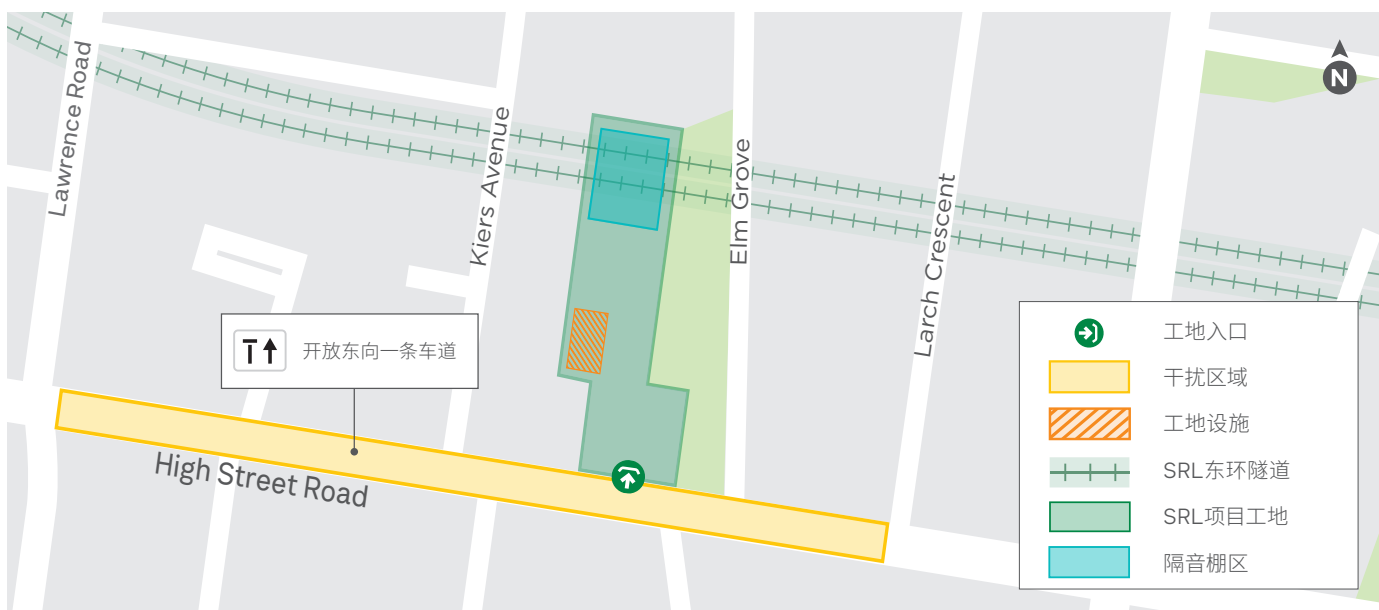 Lawrence Road
Kiers Avenue
Elm Grove
Larch Crescent
N
开放东向一条车道
High Street Road
工地入口
干扰区域
工地设施
SRL东环隧道
SRL项目工地
隔音棚区